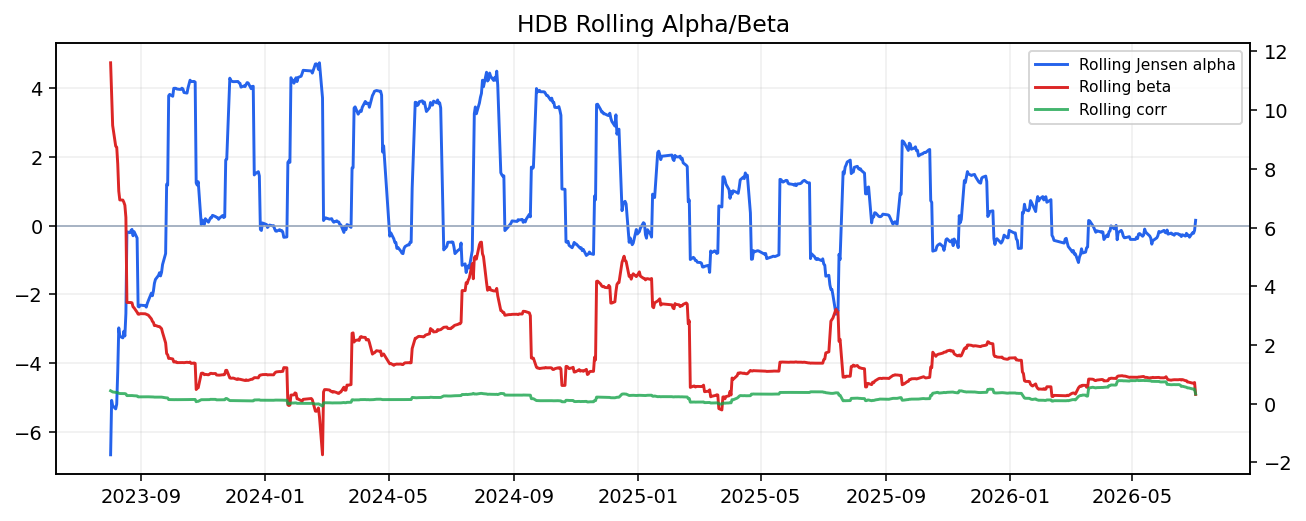 HDB Rolling Alpha/Beta
Rolling Jensen alpha
Rolling beta
Rolling corr
4
2
0
−2
−4
−6
12
10
8
6
4
2
0
−2
2023-09 2024-01 2024-05 2024-09 2025-01 2025-05 2025-09 2026-01 2026-05